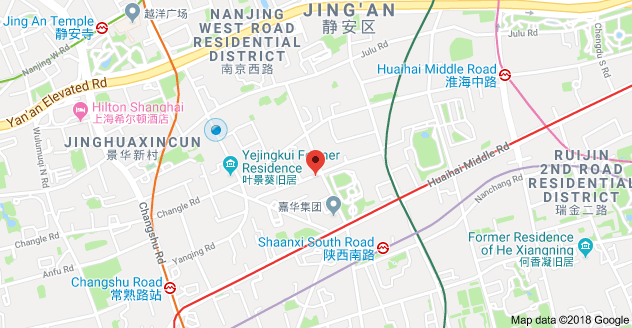 Jing An Temple
静安寺
越洋广场
Nanjing W Rd
NANJING
WEST ROAD
RESIDENTIAL
DISTRICT
南京西路
JING'AN
静安区
Julu Rd
Julu Rd
Huaihai Middle Road
淮海中路
Changdu S Rd
Yan'an Elevated Rd
Hilton Shanghai
上海希尔顿酒店
JINGHUAXINCUN
景华新村
Wulumuqi N Rd
Yejingkui Former
Residence
叶景葵旧居
Huaihai Middle Rd
RUIJIN
2ND ROAD
RESIDENTIAL
DISTRICT
瑞金二路
Nanchang Rd
Changle Rd
嘉华集团
Changshu Rd
Changle Rd
Yanqing Rd
Shaanxi South Road
陕西南路
Former Residence
of He Xiangning
何香凝旧居
Anfu Rd
Changshu Road
常熟路站
Map data ©2018 Google